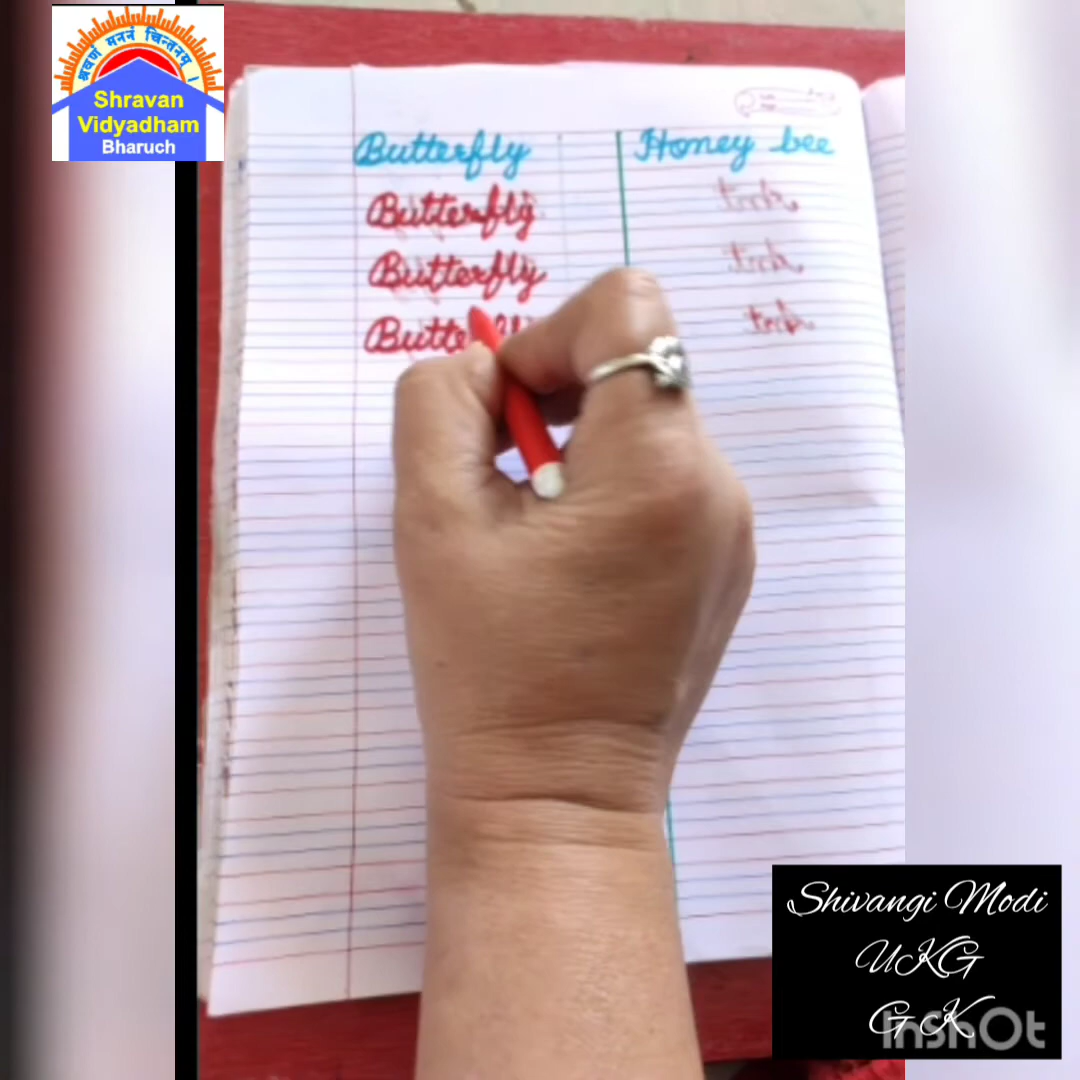 श्रवणं मननं चिन्तनम् ।
Shravan
Vidyadham
Bharuch
Butterfly
Honey bee
Butterfly
Butterfly
Shivangi Modi
UKG
GK
InShOt